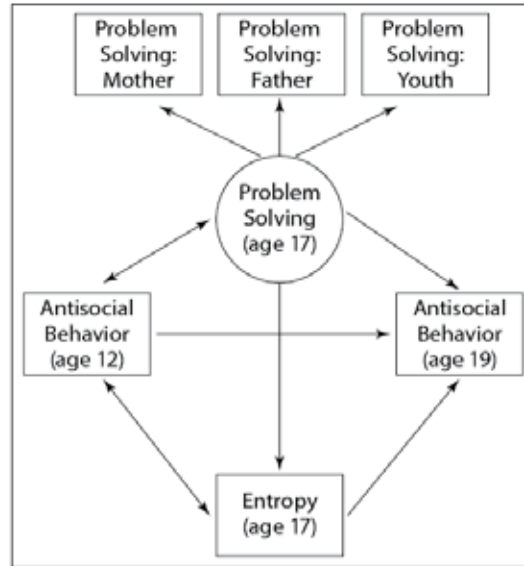 Problem
Solving:
Mother
Problem
Solving:
Father
Problem
Solving:
Youth
Problem
Solving
(age 17)
Antisocial
Behavior
(age 12)
Antisocial
Behavior
(age 19)
Entropy
(age 17)